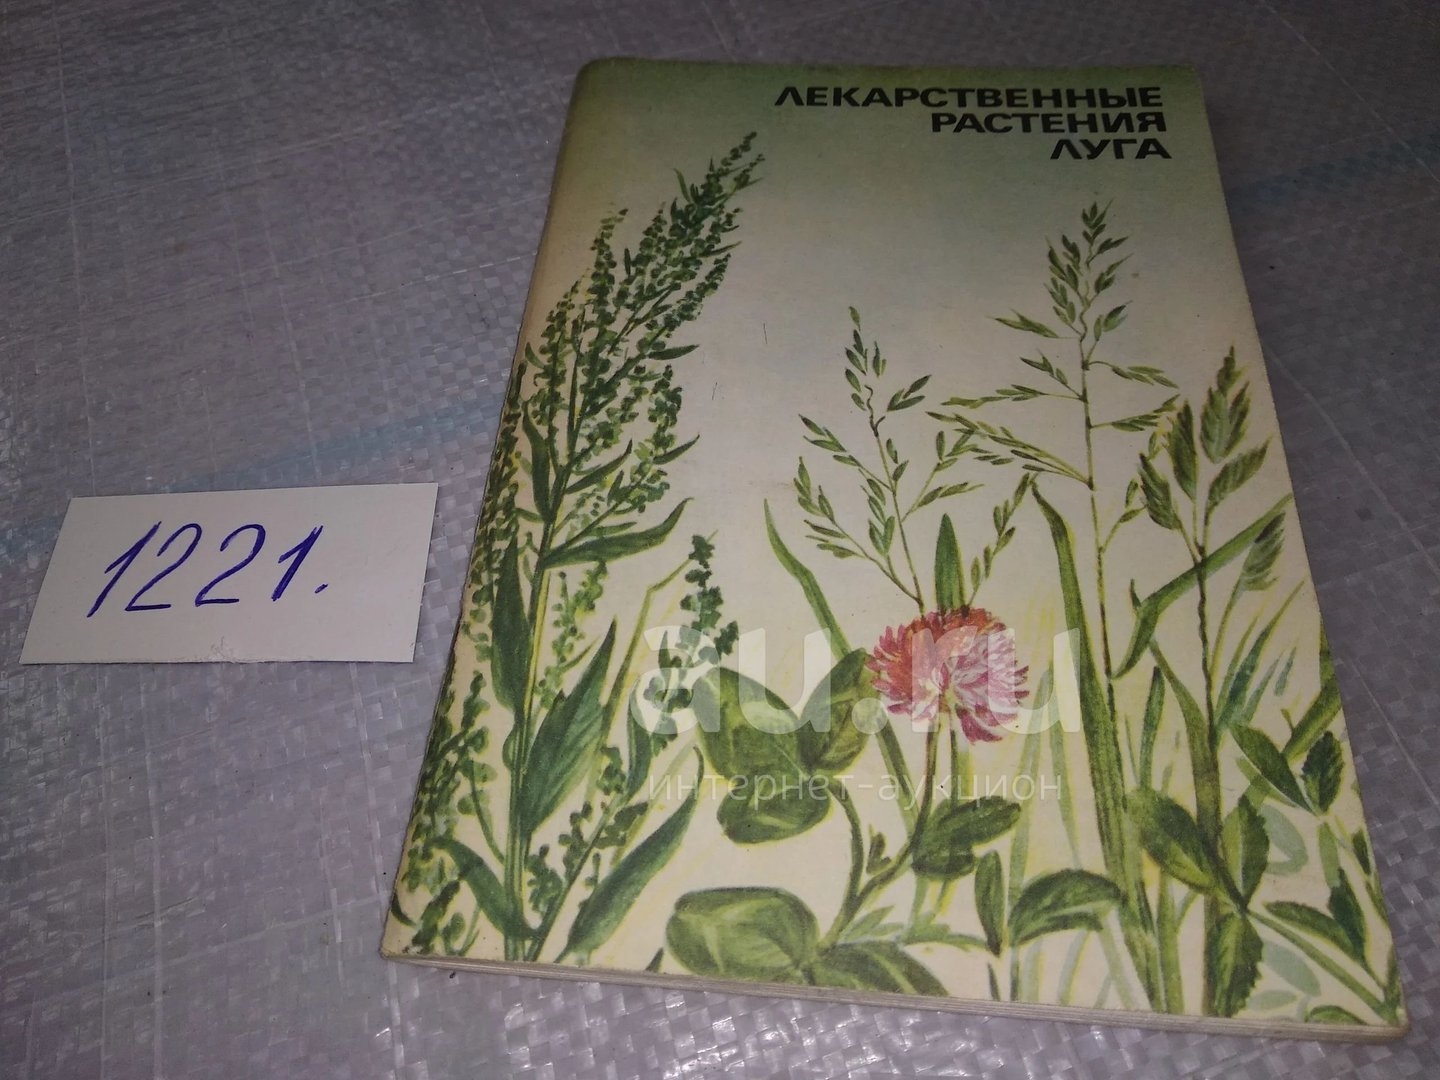 ЛЕКАРСТВЕННЫЕ
РАСТЕНИЯ
ЛУГА
1221.
au.ru
интернет-аукцион